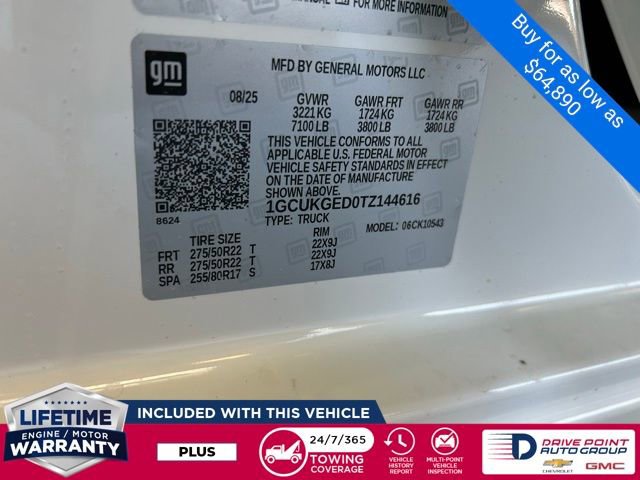 MANUAL FOR MORE INFORMATION
Buy for as low as
$64,890
gm
MFD BY GENERAL MOTORS LLC
08/25 GVWR GAWR FRT GAWR RR
3221 KG 1724 KG 1724 KG
7100 LB 3800 LB 3800 LB
THIS VEHICLE CONFORMS TO ALL
APPLICABLE U.S. FEDERAL MOTOR
VEHICLE SAFETY STANDARDS IN EFFECT
ON THE DATE OF MANUFACTURE
SHOWN ABOVE.
8624
1GCUKGED0TZ144616
TYPE: TRUCK MODEL: 06CK10543
TIRE SIZE RIM
FRT 275/50R22 T 22X9J
RR 275/50R22 T 22X9J
SPA 255/80R17 S 17X8J
LIFETIME
ENGINE / MOTOR
WARRANTY
INCLUDED WITH THIS VEHICLE
PLUS
24/7/365
TOWING
COVERAGE
VEHICLE
HISTORY
REPORT
MULTI-POINT
VEHICLE
INSPECTION
D
DRIVE POINT
AUTO GROUP
CHEVROLET GMC